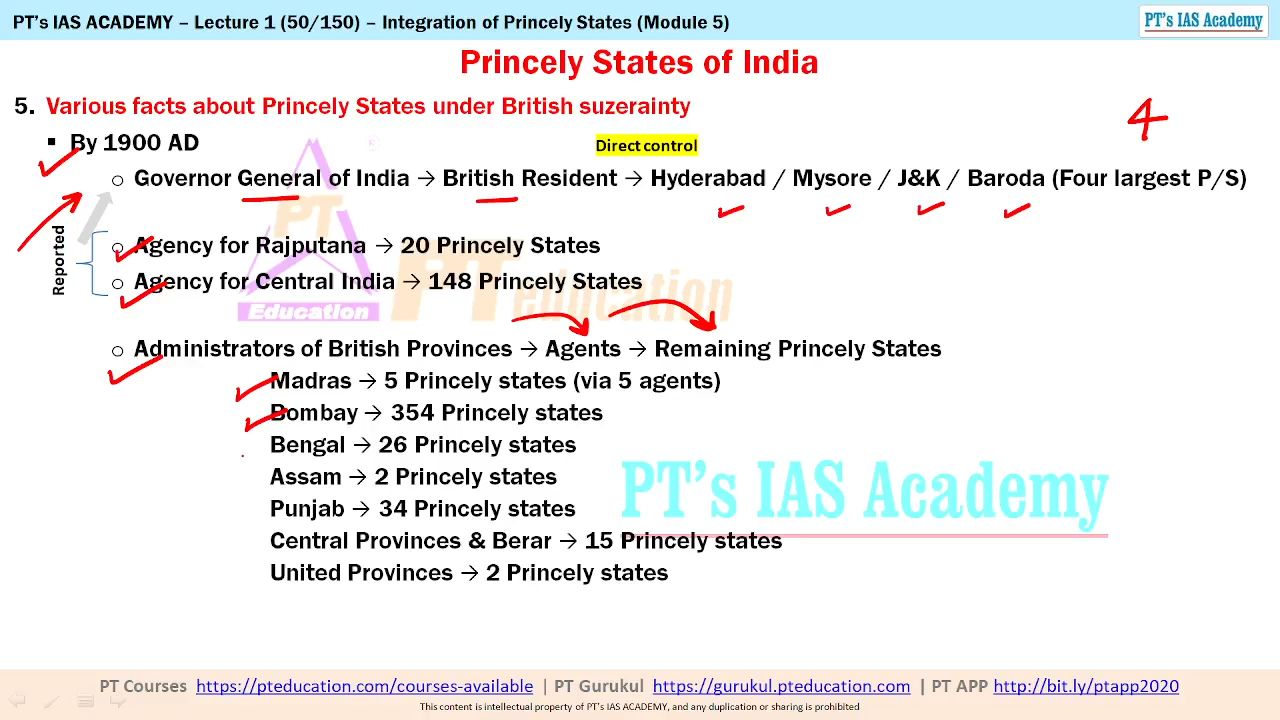 PT's IAS ACADEMY – Lecture 1 (50/150) – Integration of Princely States (Module 5)
PT's IAS Academy
Princely States of India
5. Various facts about Princely States under British suzerainty
4
▪ By 1900 AD
Direct control
○ Governor General of India → British Resident → Hyderabad / Mysore / J&K / Baroda (Four largest P/S)
Reported
○ Agency for Rajputana → 20 Princely States
○ Agency for Central India → 148 Princely States
PT
PT education
Education
○ Administrators of British Provinces → Agents → Remaining Princely States
Madras → 5 Princely states (via 5 agents)
Bombay → 354 Princely states
Bengal → 26 Princely states
Assam → 2 Princely states
PT's IAS Academy
Punjab → 34 Princely states
Central Provinces & Berar → 15 Princely states
United Provinces → 2 Princely states
PT Courses https://pteducation.com/courses-available | PT Gurukul https://gurukul.pteducation.com | PT APP http://bit.ly/ptapp2020
This content is intellectual property of PT's IAS ACADEMY, and any duplication or sharing is prohibited